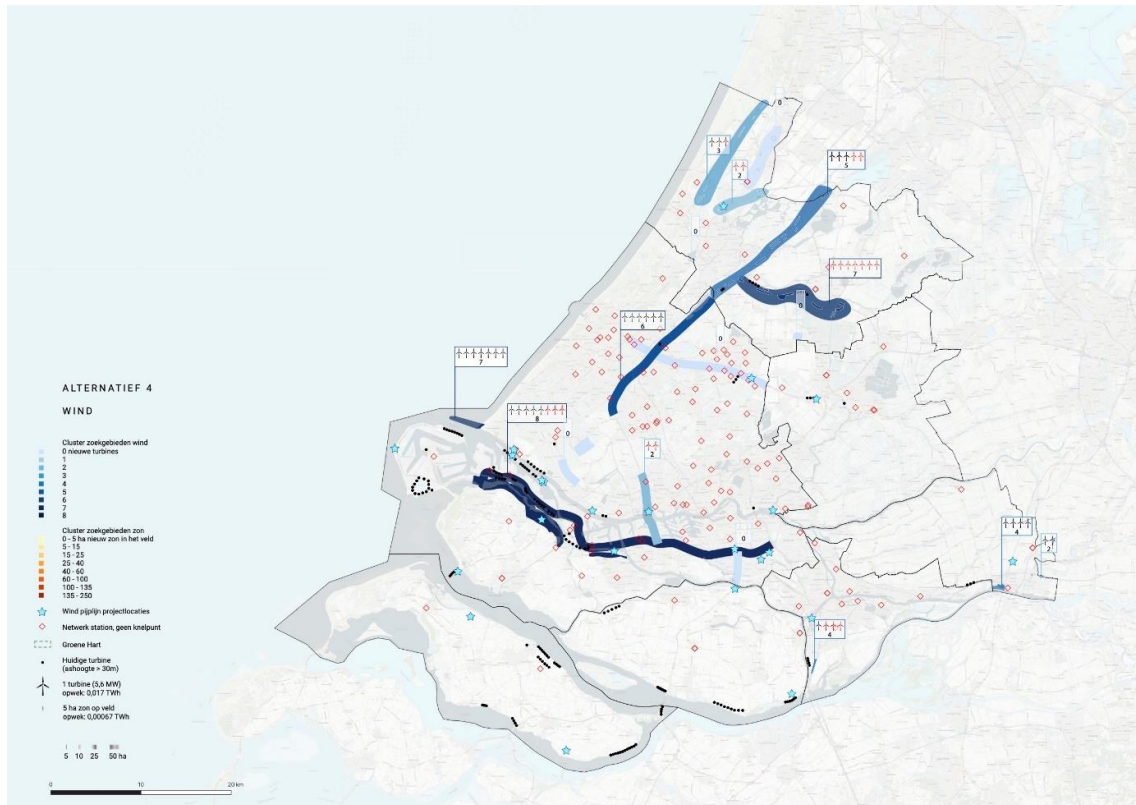 ALTERNATIEF 4
WIND
Cluster zoekgebieden wind
0 nieuwe turbines
1
2
3
4
5
6
7
8
Cluster zoekgebieden zon
0 - 5 ha nieuw zon in het veld
5 - 15
15 - 25
25 - 40
40 - 60
60 - 100
100 - 135
135 - 250
Wind pijplijn projectlocaties
Netwerk station, geen knelpunt
Groene Hart
Huidige turbine
(ashoogte > 30m)
1 turbine (5,6 MW)
opwek: 0,017 TWh
5 ha zon op veld
opwek: 0,00067 TWh
5 10 25 50 ha
0 10 20 km
0
3
2
5
0
7
0
6
0
7
8
0
2
0
4
2
4